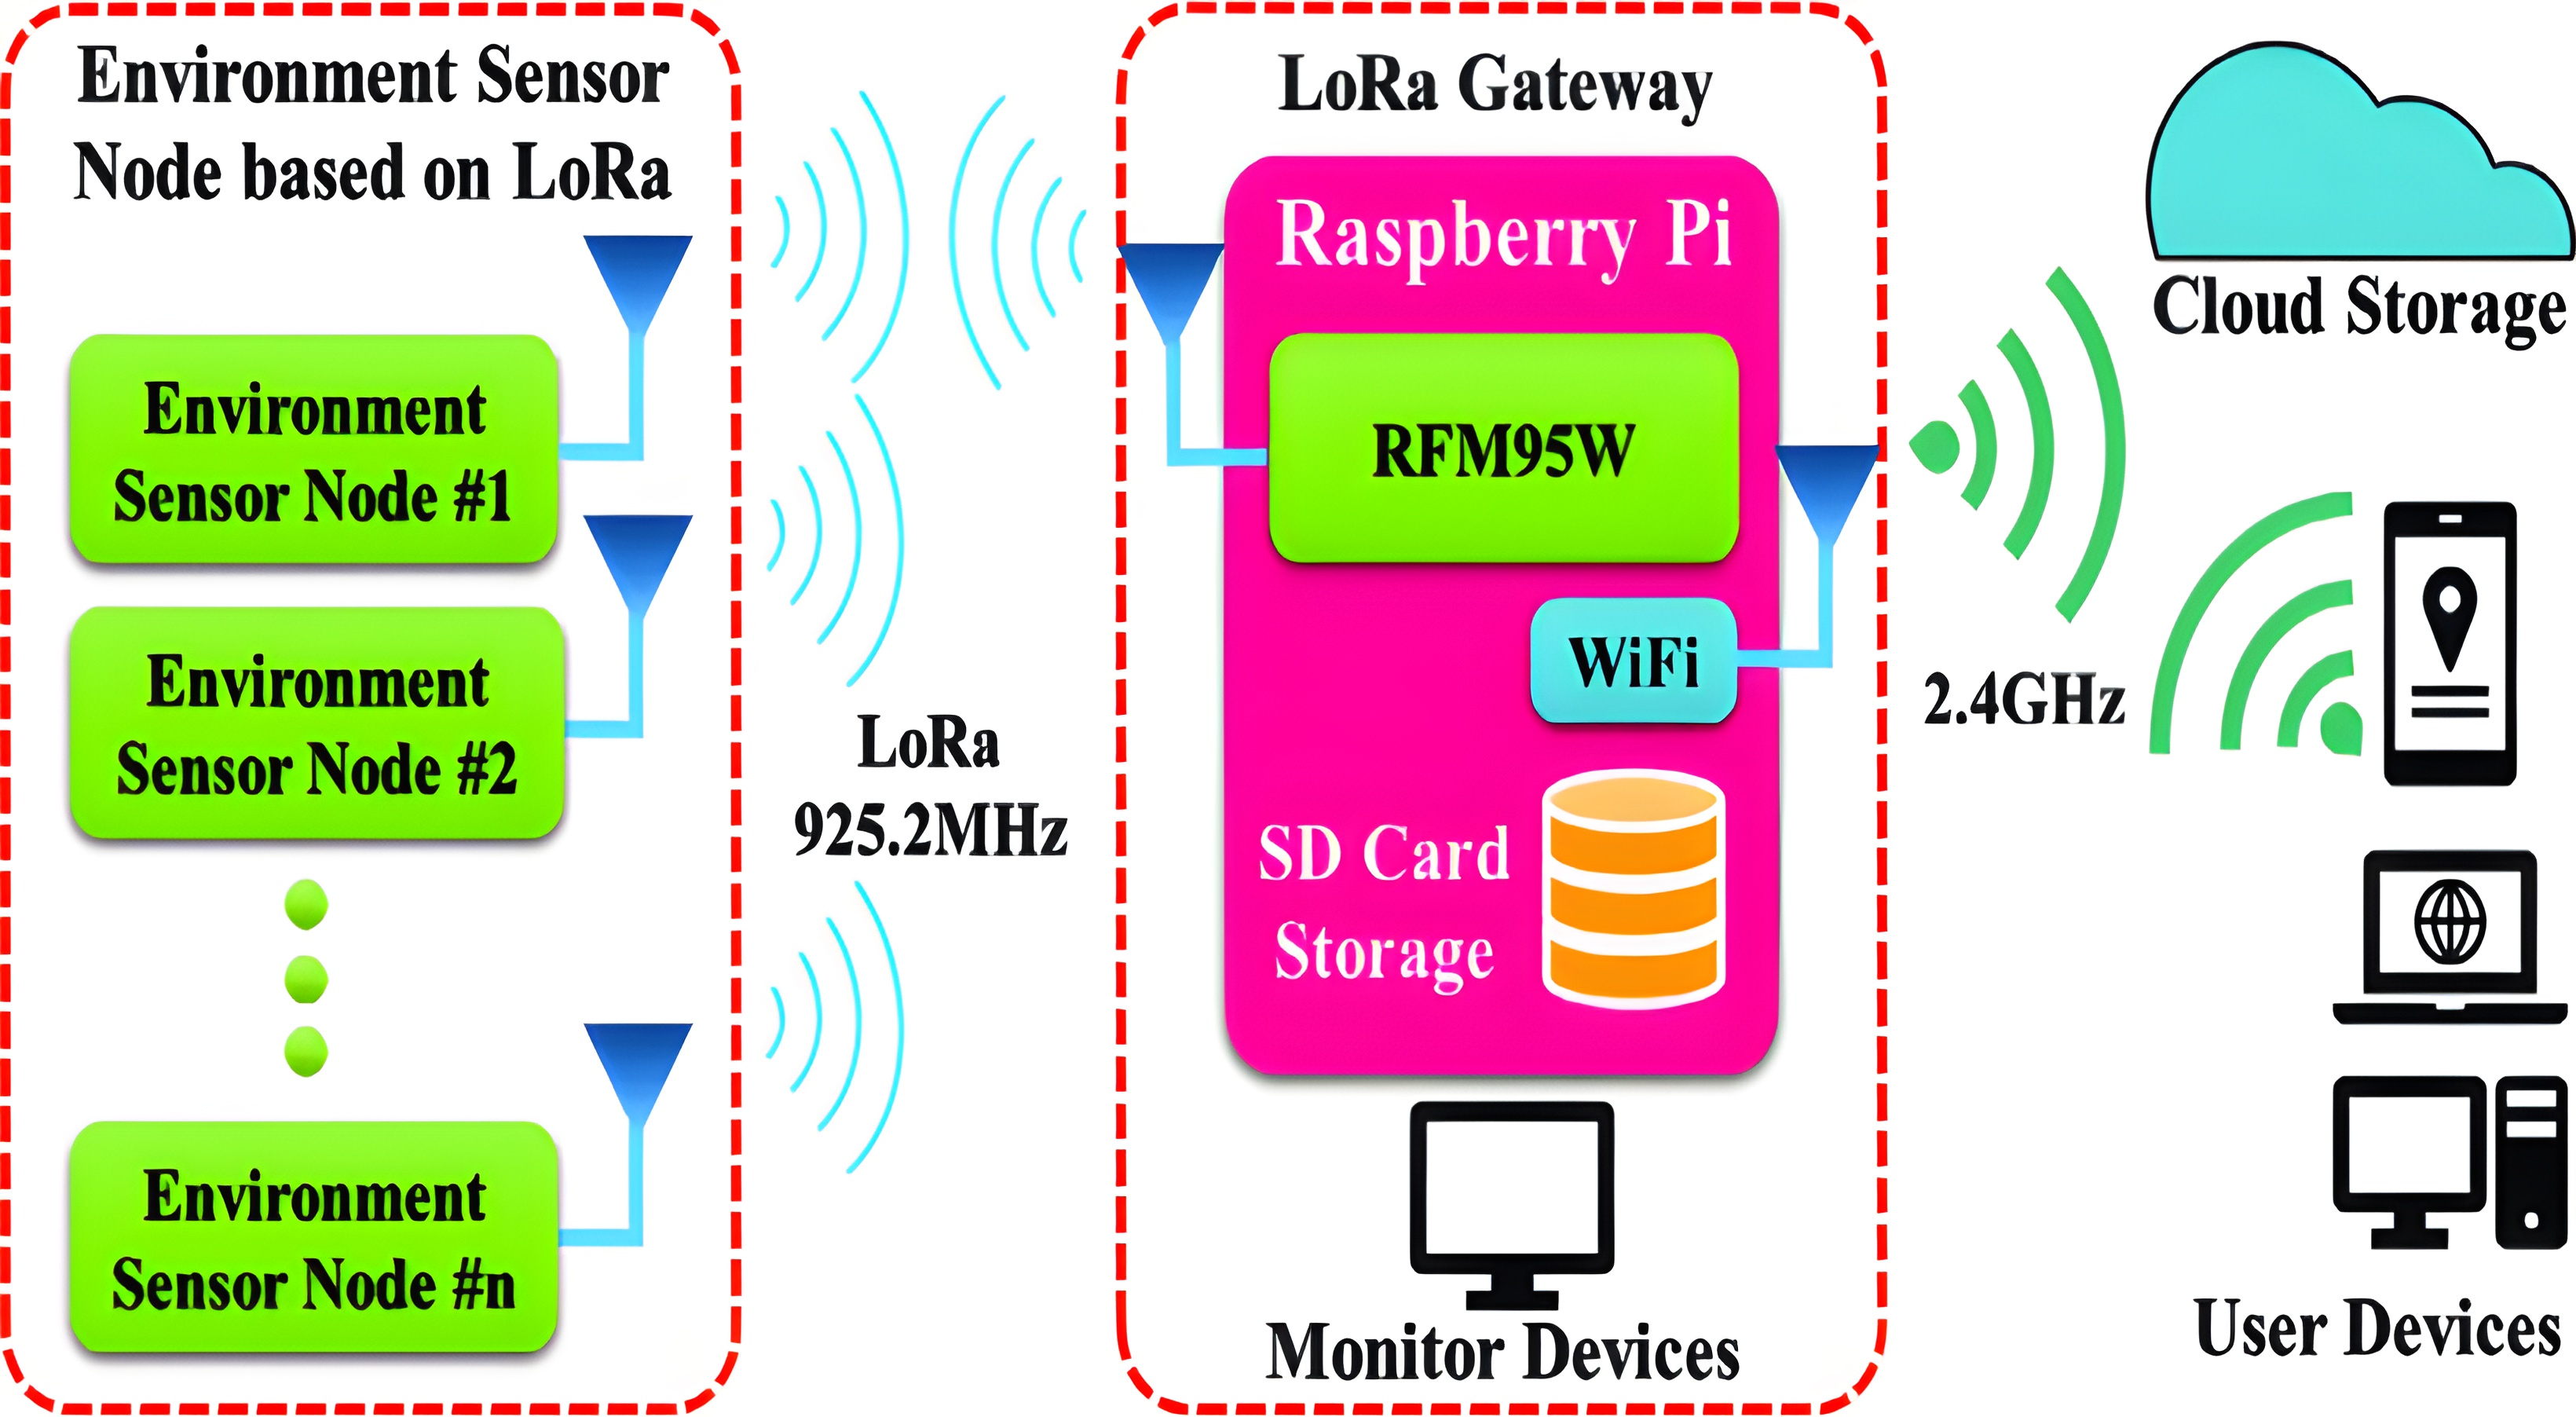 Environment Sensor
Node based on LoRa
Environment
Sensor Node #1
Environment
Sensor Node #2
Environment
Sensor Node #n
LoRa
925.2MHz
LoRa Gateway
Raspberry Pi
RFM95W
WiFi
SD Card
Storage
Monitor Devices
2.4GHz
Cloud Storage
User Devices